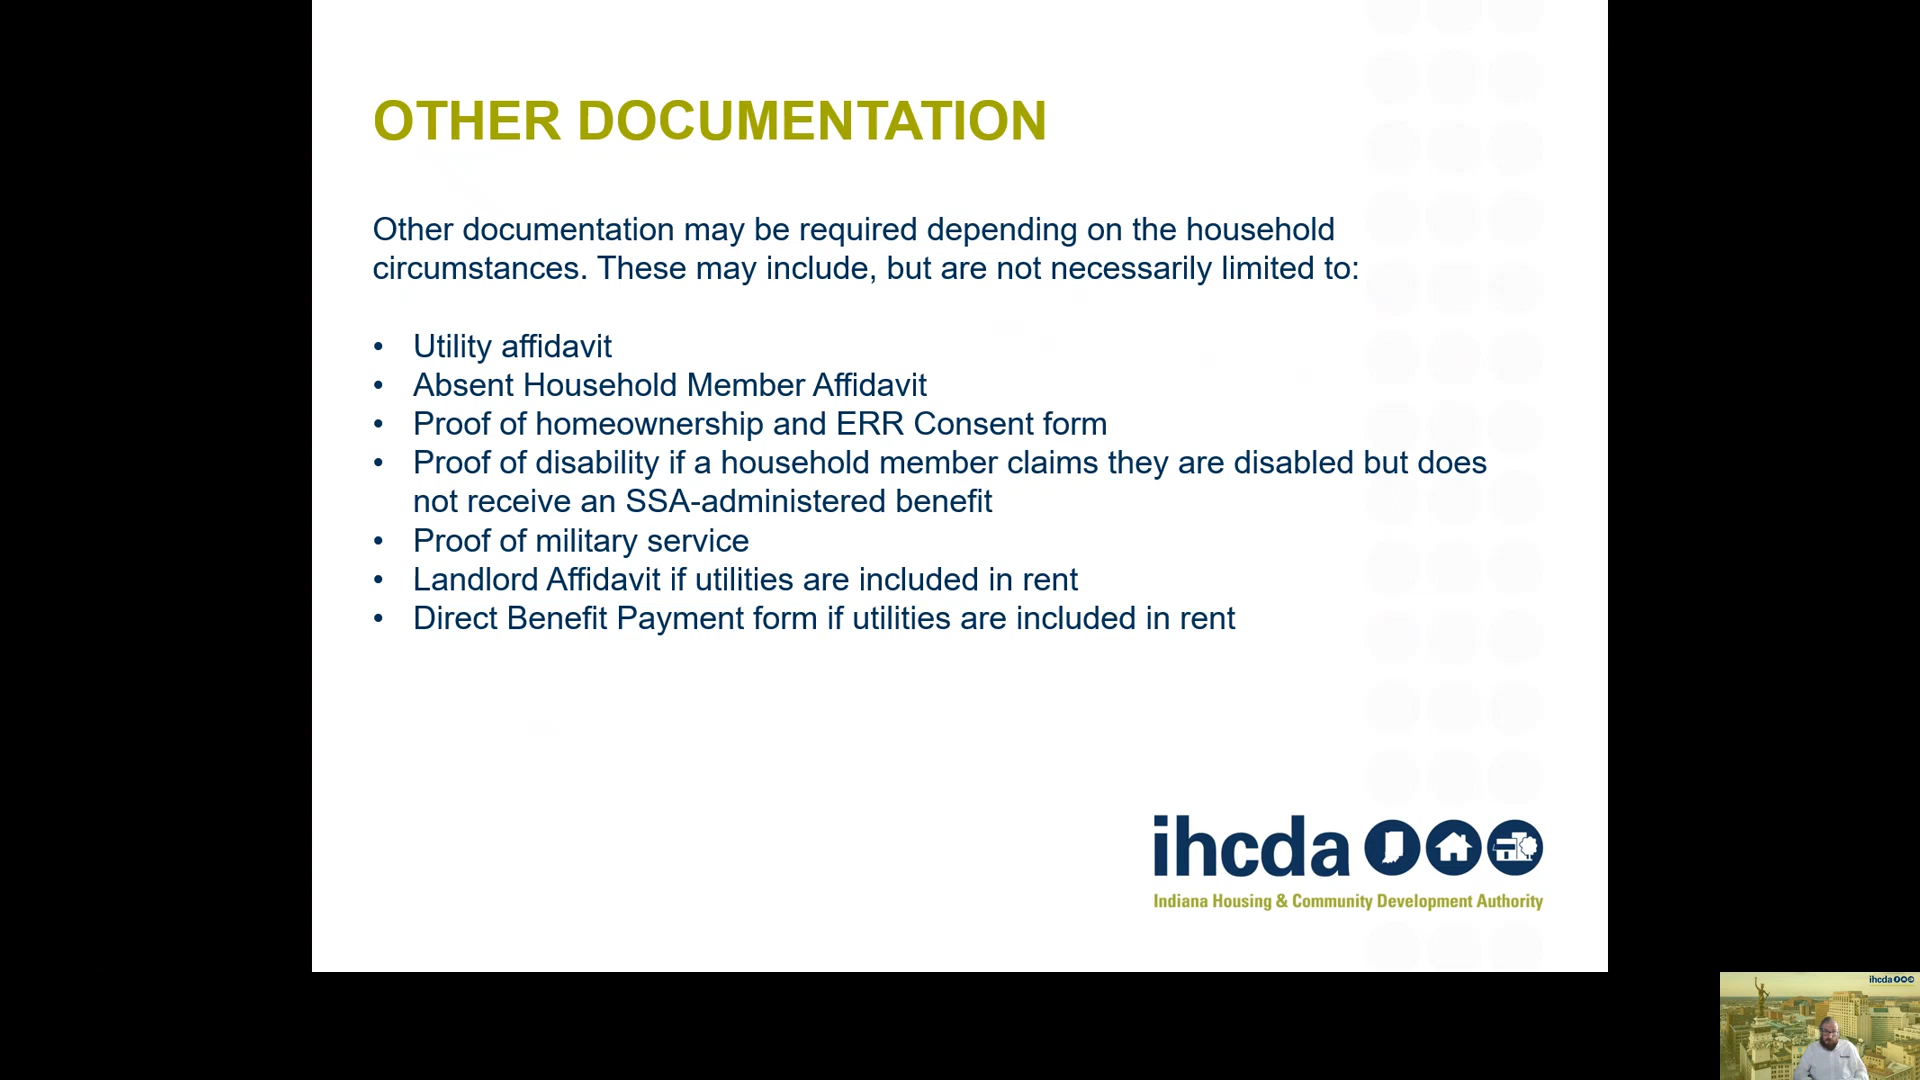 OTHER DOCUMENTATION
Other documentation may be required depending on the household
circumstances. These may include, but are not necessarily limited to:
• Utility affidavit
• Absent Household Member Affidavit
• Proof of homeownership and ERR Consent form
• Proof of disability if a household member claims they are disabled but does
not receive an SSA-administered benefit
• Proof of military service
• Landlord Affidavit if utilities are included in rent
• Direct Benefit Payment form if utilities are included in rent
ihcda
Indiana Housing & Community Development Authority
ihcda